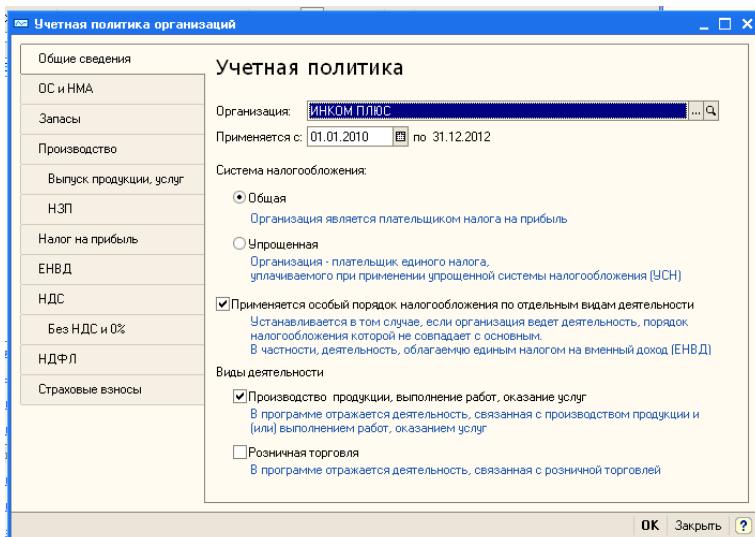 Учетная политика организаций
Общие сведения
ОС и НМА
Запасы
Производство
Выпуск продукции, услуг
НЗП
Налог на прибыль
ЕНВД
НДС
Без НДС и 0%
НДФЛ
Страховые взносы
Учетная политика
Организация: ИНКОМ ПЛЮС ...
Применяется с: 01.01.2010 по 31.12.2012
Система налогообложения:
Общая
Организация является плательщиком налога на прибыль
Упрощенная
Организация - плательщик единого налога,
уплачиваемого при применении упрощенной системы налогообложения (УСН)
Применяется особый порядок налогообложения по отдельным видам деятельности
Устанавливается в том случае, если организация ведет деятельность, порядок
налогообложения которой не совпадает с основным.
В частности, деятельность, облагаемую единым налогом на вмененный доход (ЕНВД)
Виды деятельности
Производство продукции, выполнение работ, оказание услуг
В программе отражается деятельность, связанная с производством продукции и
(или) выполнением работ, оказанием услуг
Розничная торговля
В программе отражается деятельность, связанная с розничной торговлей
OK Закрыть ?